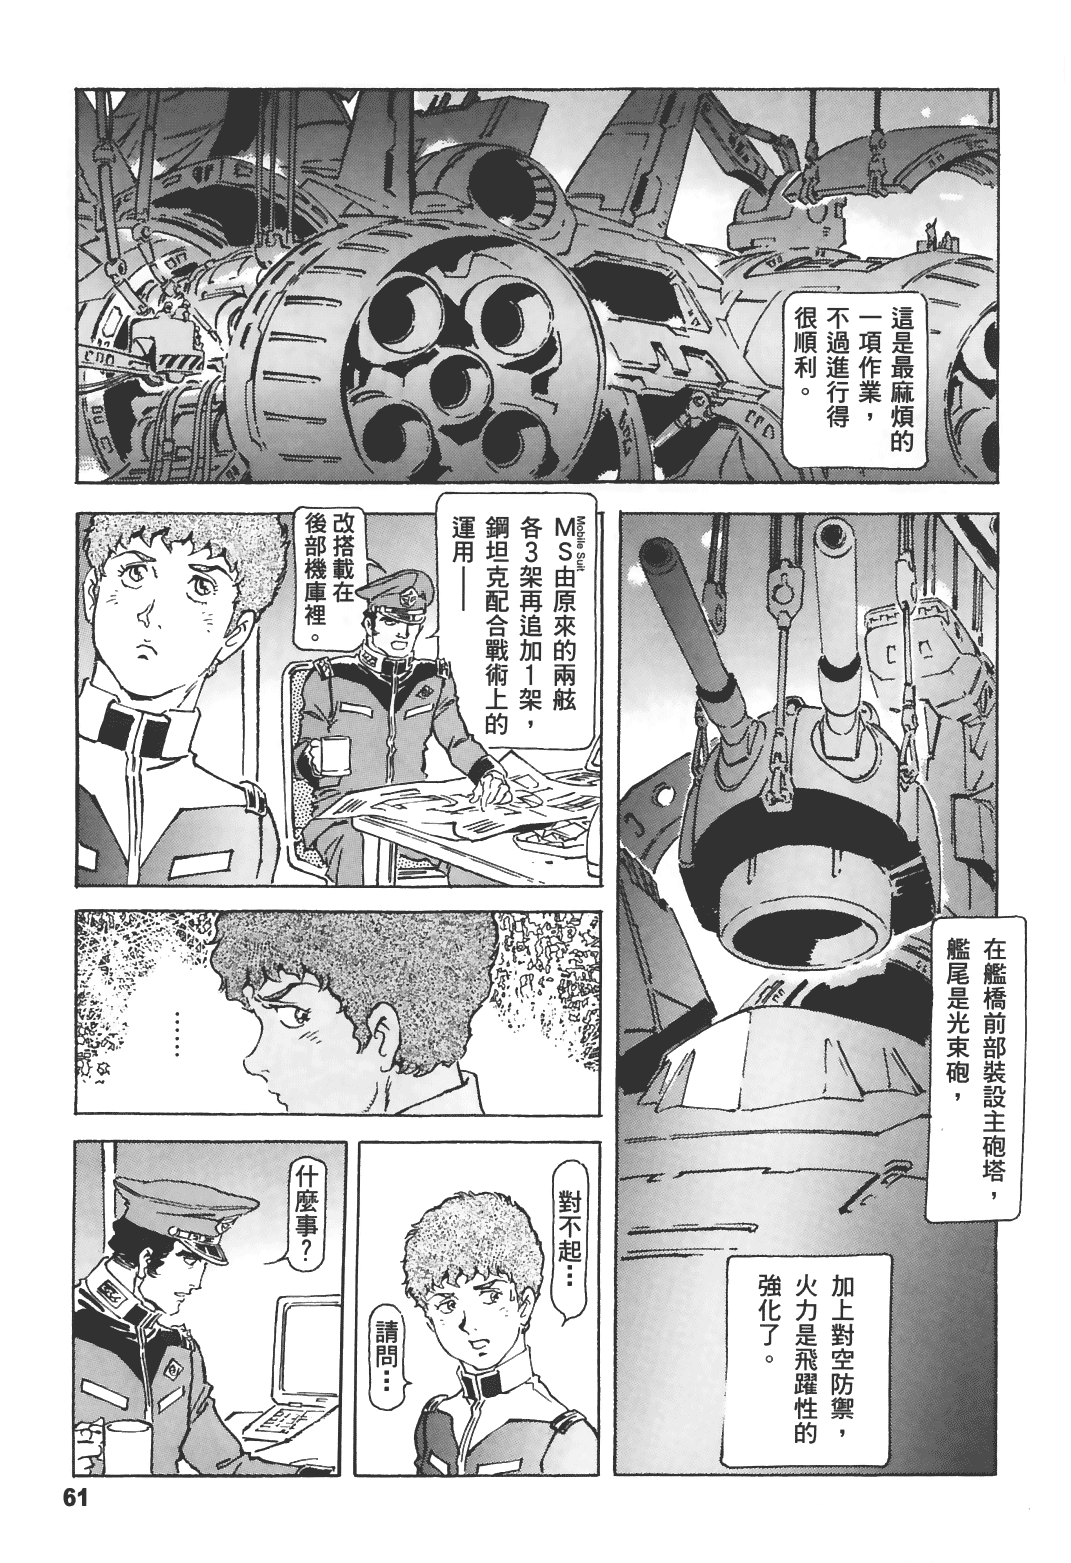 這是最麻煩的
一項作業，
不過進行得
很順利。
在艦橋前部裝設主砲塔，
艦尾是光束砲，
加上對空防禦，
火力是飛躍性的
強化了。
Mobile Suit
MS由原來的兩舷
各3架再追加1架，
鋼坦克配合戰術上的
運用——
改搭載在
後部機庫裡。
……
對不起…
請問…
什麼事？
61